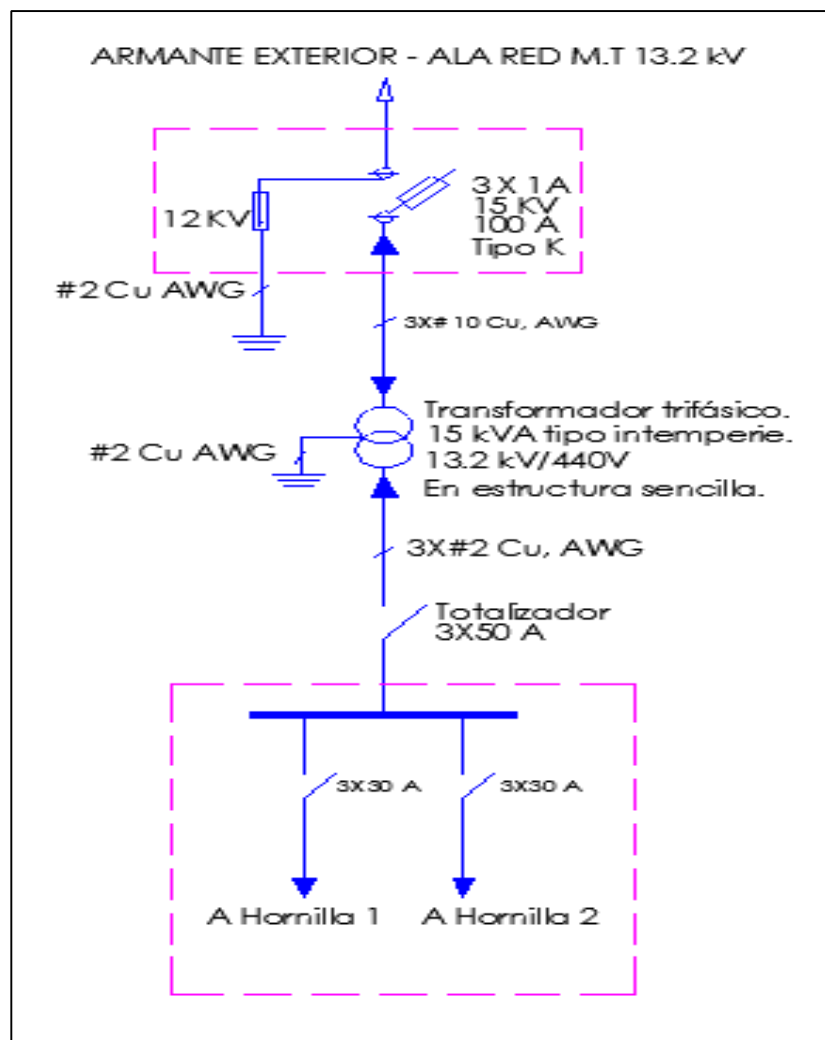 ARMANTE EXTERIOR - ALA RED M.T 13.2 kV
3 X 1A
15 KV
100 A
Tipo K
12 KV
#2 Cu AWG
3X#10 Cu, AWG
Transformador trifásico.
15 kVA tipo intemperie.
13.2 kV/440V
En estructura sencilla.
#2 Cu AWG
3X#2 Cu, AWG
Totalizador
3X50 A
3X30 A
3X30 A
A Hornilla 1
A Hornilla 2